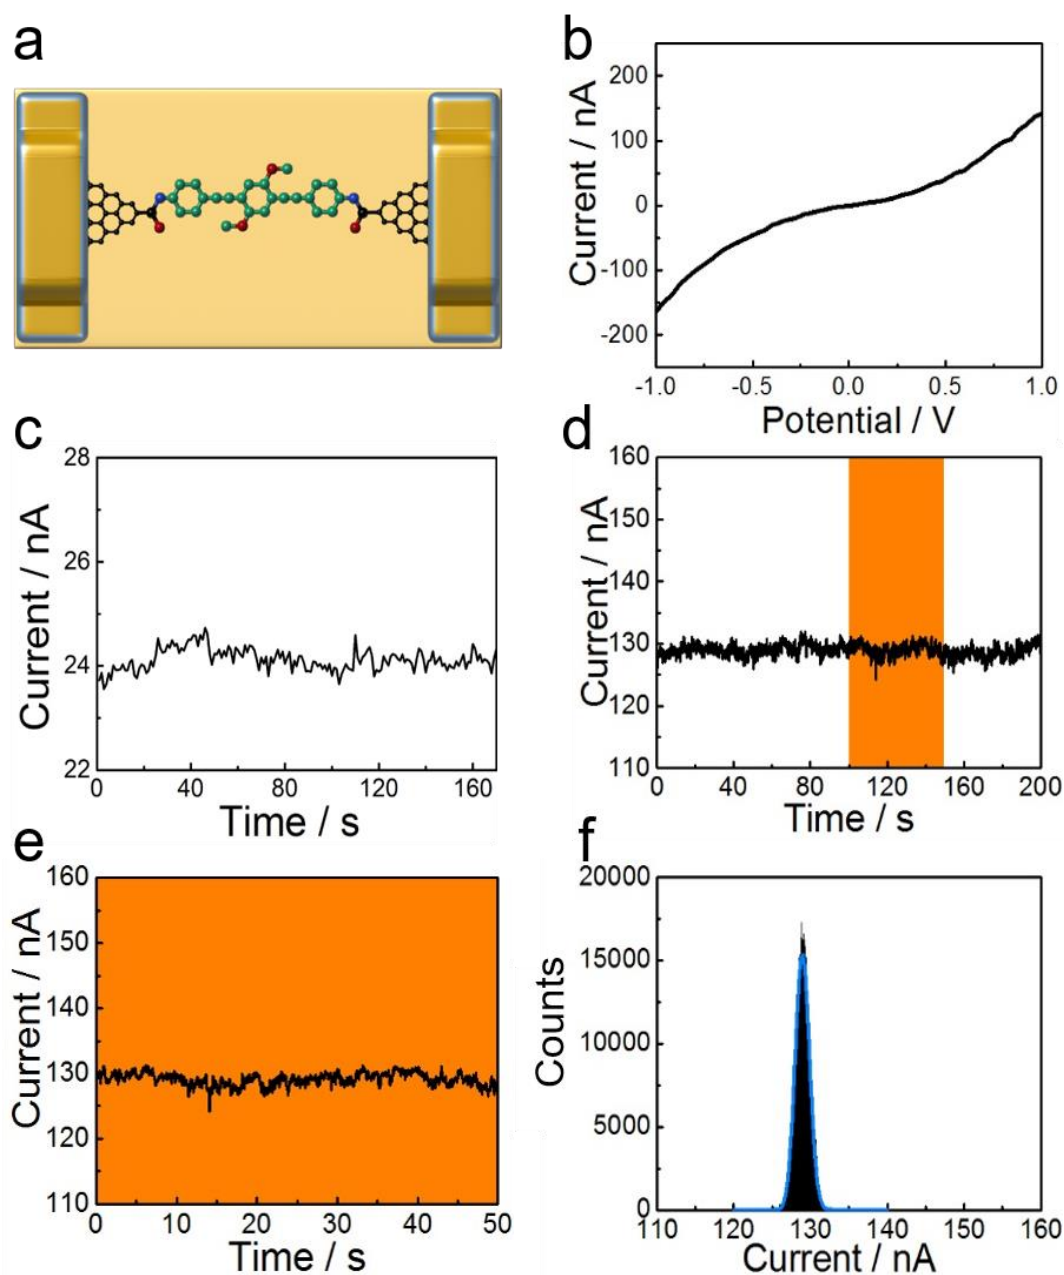 a
b
200
100
0
-100
-200
-1.0 -0.5 0.0 0.5 1.0
Current / nA
Potential / V
c
28
26
24
22
0 40 80 120 160
Current / nA
Time / s
d
160
150
140
130
120
110
0 40 80 120 160 200
Current / nA
Time / s
e
160
150
140
130
120
110
0 10 20 30 40 50
Current / nA
Time / s
f
20000
15000
10000
5000
0
110 120 130 140 150 160
Counts
Current / nA